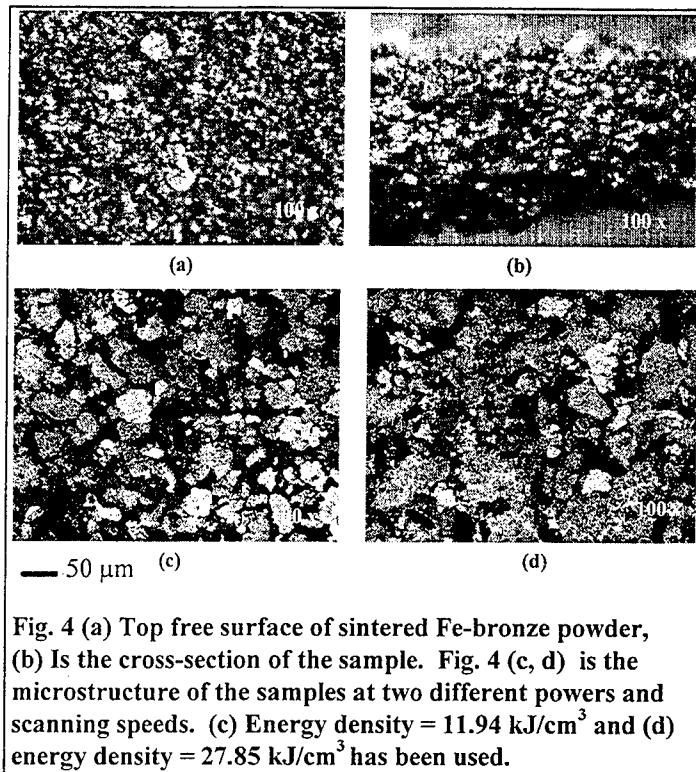 100 x
100 x
(a)
(b)
100x
50 μm
(c)
(d)
Fig. 4 (a) Top free surface of sintered Fe-bronze powder,
(b) Is the cross-section of the sample. Fig. 4 (c, d) is the
microstructure of the samples at two different powers and
scanning speeds. (c) Energy density = 11.94 kJ/cm³ and (d)
energy density = 27.85 kJ/cm³ has been used.